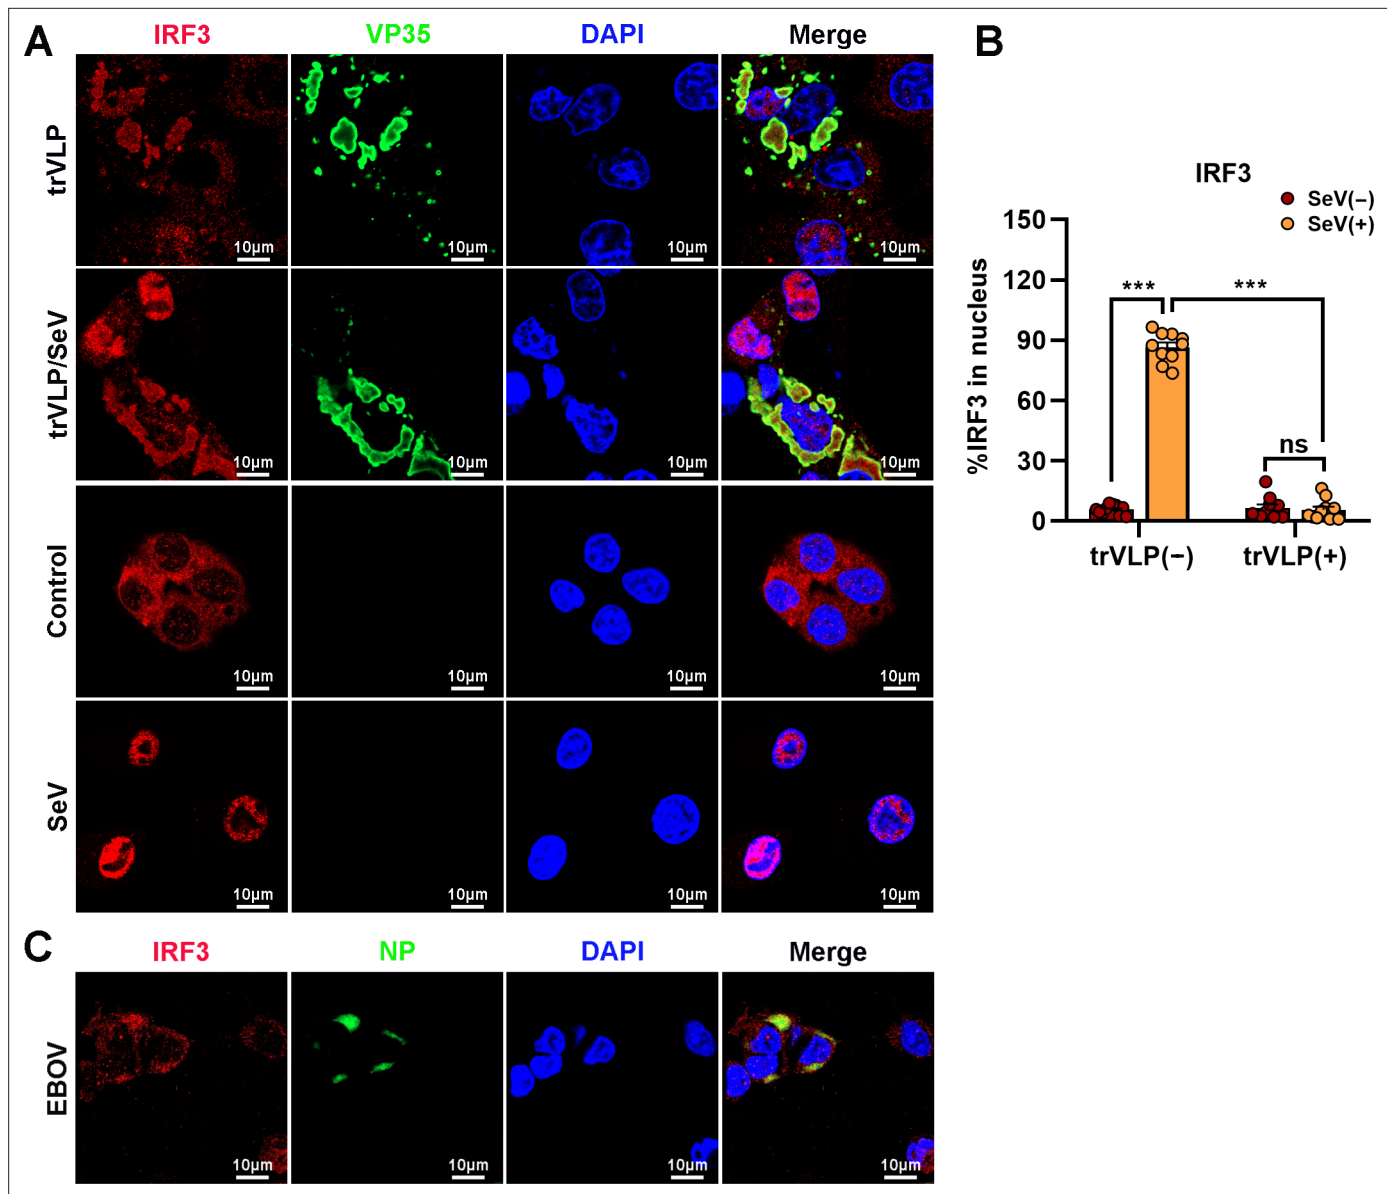 A
IRF3 VP35 DAPI Merge
trVLP
10μm 10μm 10μm 10μm
trVLP/SeV
10μm 10μm 10μm 10μm
Control
10μm 10μm 10μm 10μm
SeV
10μm 10μm 10μm 10μm
B
IRF3
SeV(−)
SeV(+)
%IRF3 in nucleus
150
120
90
60
30
0
*** ***
ns
trVLP(−) trVLP(+)
C
IRF3 NP DAPI Merge
EBOV
10μm 10μm 10μm 10μm